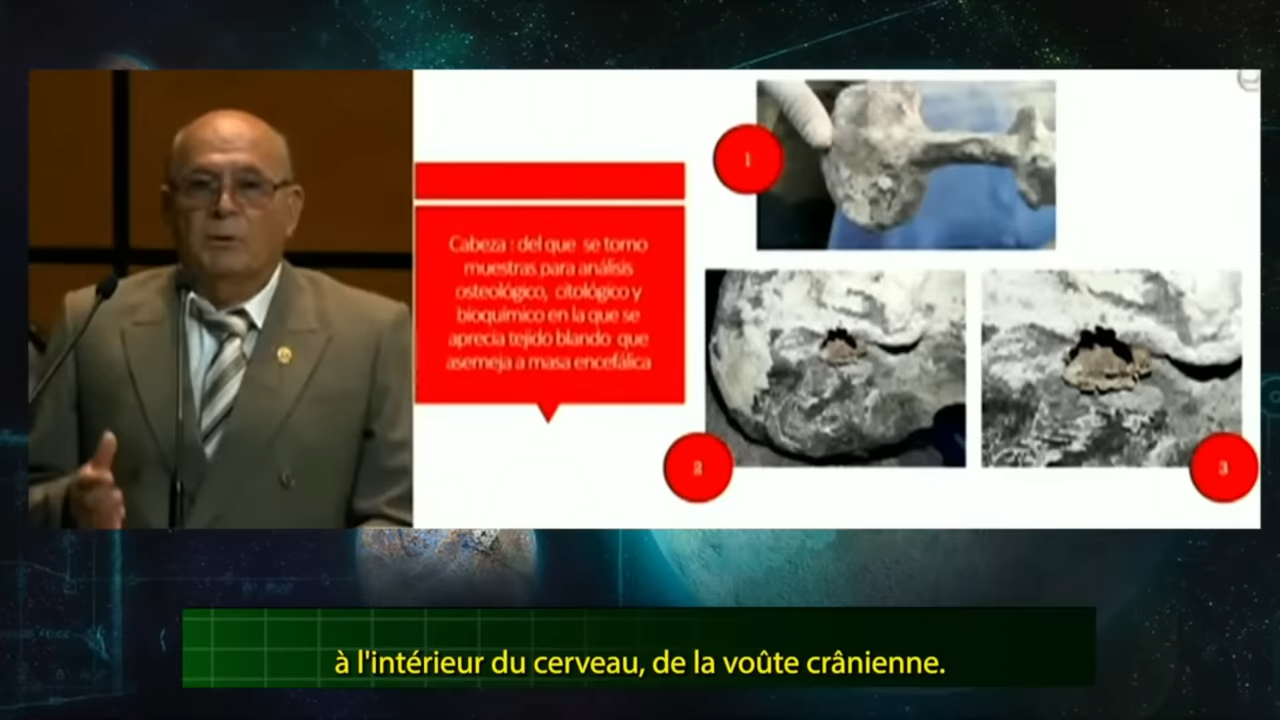 Cabeza : del que se tomo
muestras para análisis
osteológico, citológico y
bioquímico en la que se
aprecia tejido blando que
asemeja a masa encefálica
1
2
3
à l'intérieur du cerveau, de la voûte crânienne.